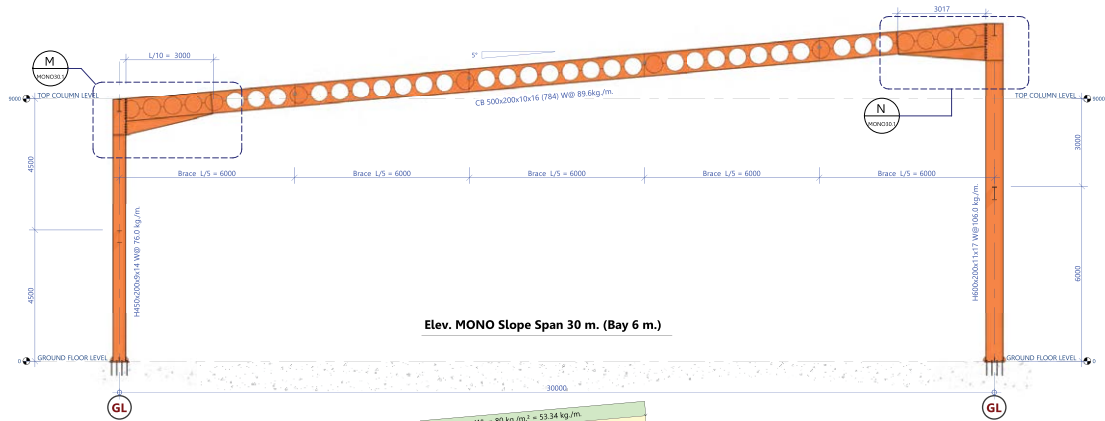 3017
M
MONO30.1
L/10 = 3000
5°
9000
TOP COLUMN LEVEL
CB 500x200x10x16 (784) W@ 89.6kg./m.
N
MONO30.1
TOP COLUMN LEVEL
9000
4500
3000
Brace L/5 = 6000
Brace L/5 = 6000
Brace L/5 = 6000
Brace L/5 = 6000
Brace L/5 = 6000
H450x200x9x14 W@ 76.0 kg./m.
H600x200x11x17 W@106.0 kg./m.
4500
6000
Elev. MONO Slope Span 30 m. (Bay 6 m.)
0
GROUND FLOOR LEVEL
GROUND FLOOR LEVEL
0
30000
GL
GL
= 80 kg./m.² = 53.34 kg./m.